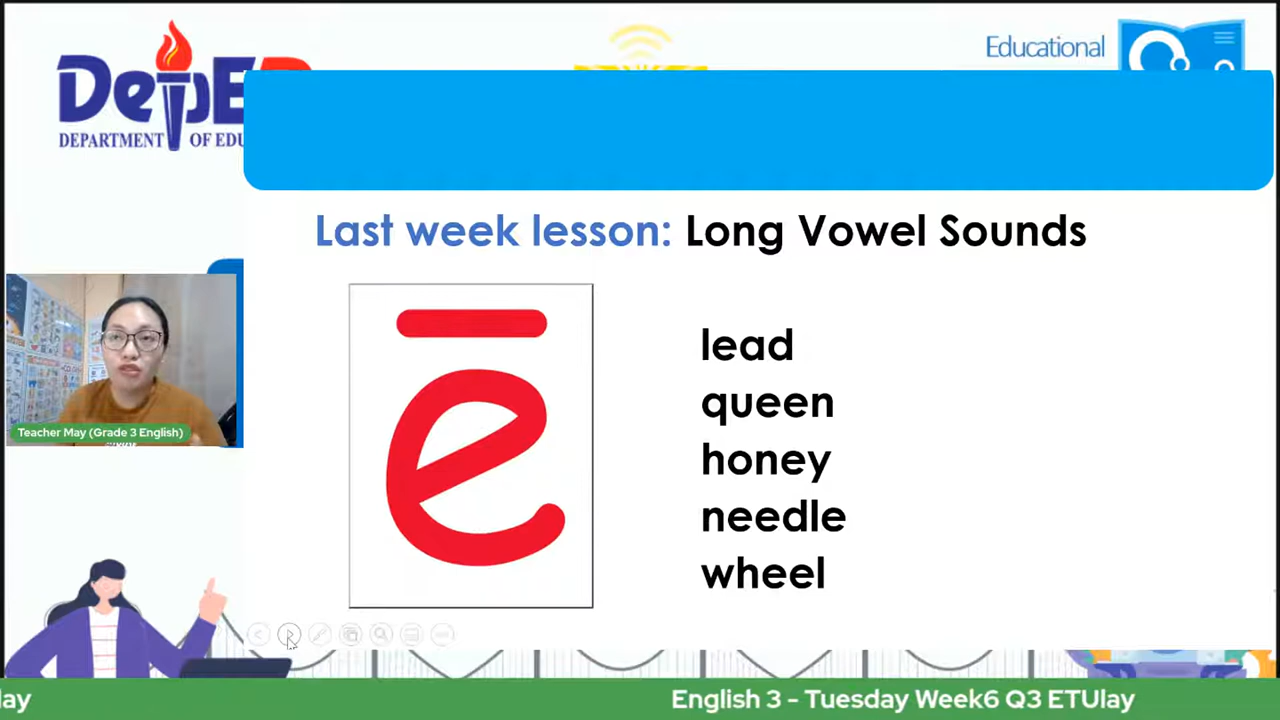 DepE
DEPARTMENT OF EDU
Educational
Last week lesson: Long Vowel Sounds
ē
lead
queen
honey
needle
wheel
Teacher May (Grade 3 English)
lay
English 3 - Tuesday Week6 Q3 ETUlay